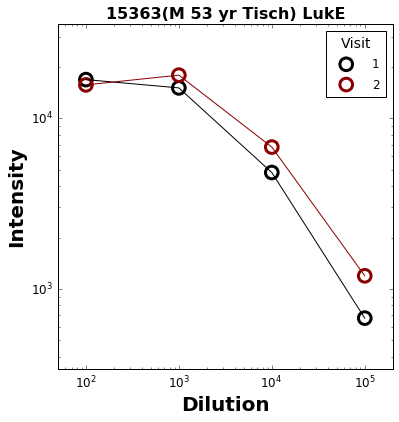 15363(M 53 yr Tisch) LukE
Visit
1
2
10^4
10^3
Intensity
10^2 10^3 10^4 10^5
Dilution